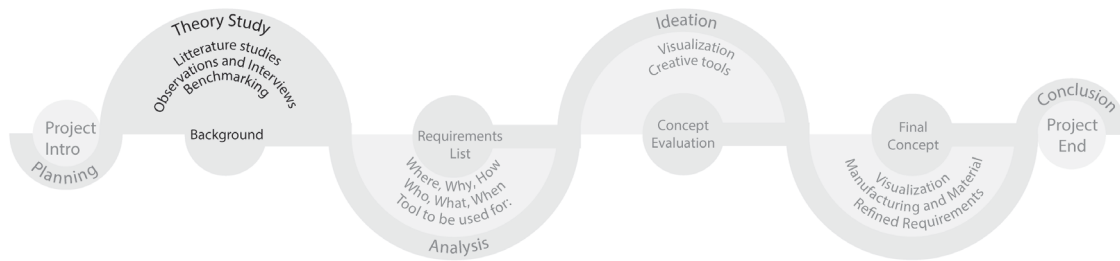 Project
Intro
Planning
Theory Study
Litterature studies
Observations and Interviews
Benchmarking
Background
Requirements
List
Where, Why, How
Who, What, When
Tool to be used for:
Analysis
Ideation
Visualization
Creative tools
Concept
Evaluation
Final
Concept
Visualization
Manufacturing and Material
Refined Requirements
Conclusion
Project
End